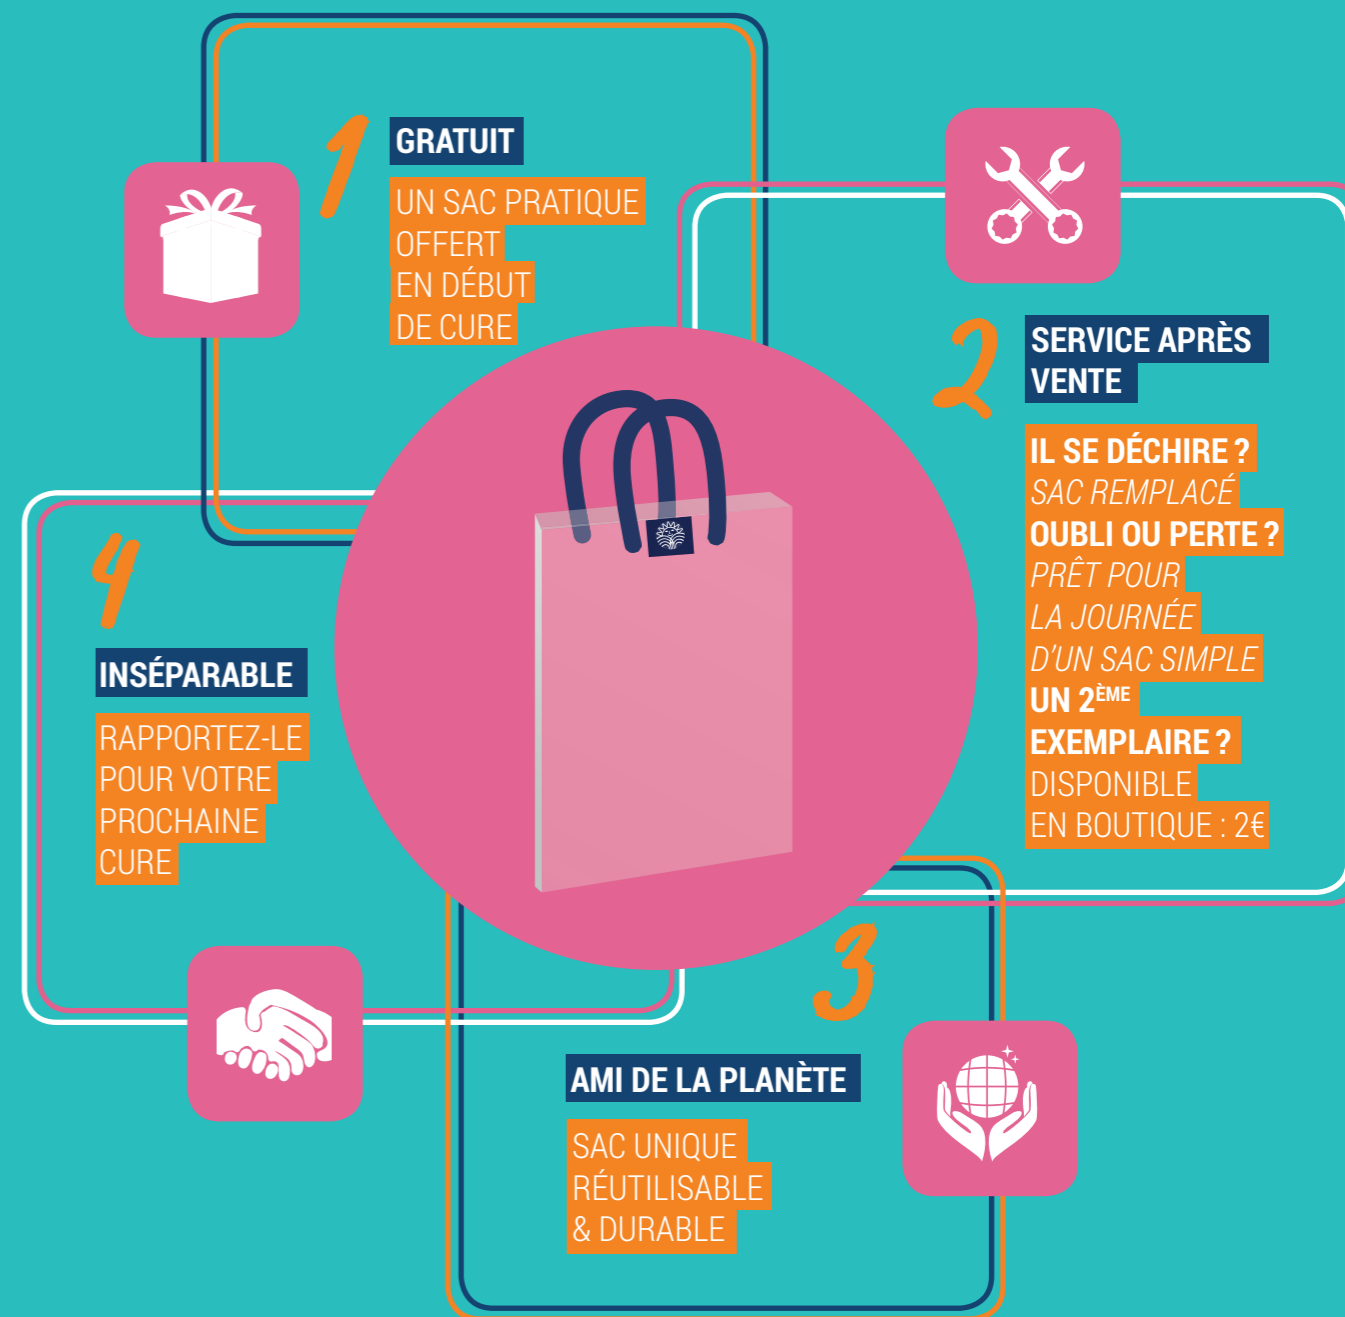 1
GRATUIT
UN SAC PRATIQUE
OFFERT
EN DÉBUT
DE CURE
2
SERVICE APRÈS
VENTE
IL SE DÉCHIRE ?
SAC REMPLACÉ
OUBLI OU PERTE ?
PRÊT POUR
LA JOURNÉE
D'UN SAC SIMPLE
UN 2ÈME
EXEMPLAIRE ?
DISPONIBLE
EN BOUTIQUE : 2€
3
AMI DE LA PLANÈTE
SAC UNIQUE
RÉUTILISABLE
& DURABLE
4
INSÉPARABLE
RAPPORTEZ-LE
POUR VOTRE
PROCHAINE
CURE